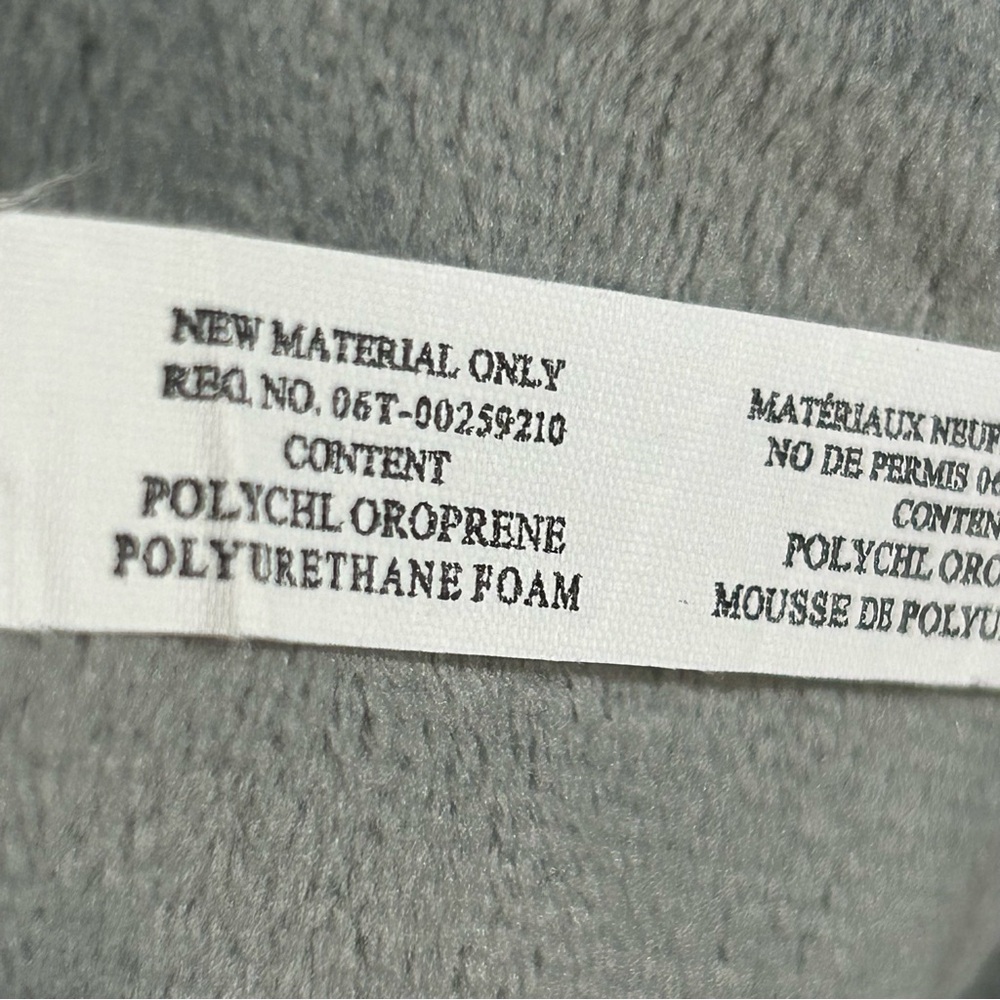 NEW MATERIAL ONLY
REG. NO. 06T-00259210
CONTENT
POLYCHL OROPRENE
POLYURETHANE FOAM
MATÉRIAUX NEUF
NO DE PERMIS 06
CONTEN
POLYCHL ORO
MOUSSE DE POLYU